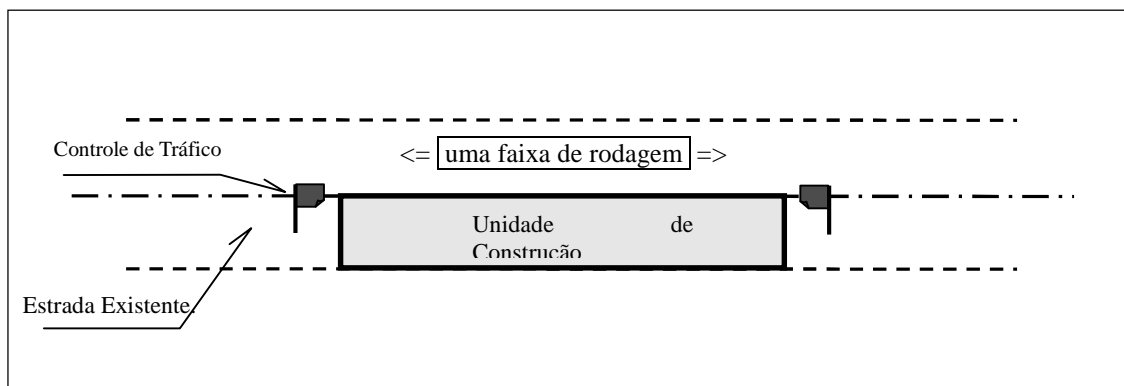 Controle de Tráfico
<= uma faixa de rodagem =>
Unidade de
Construção
Estrada Existente.